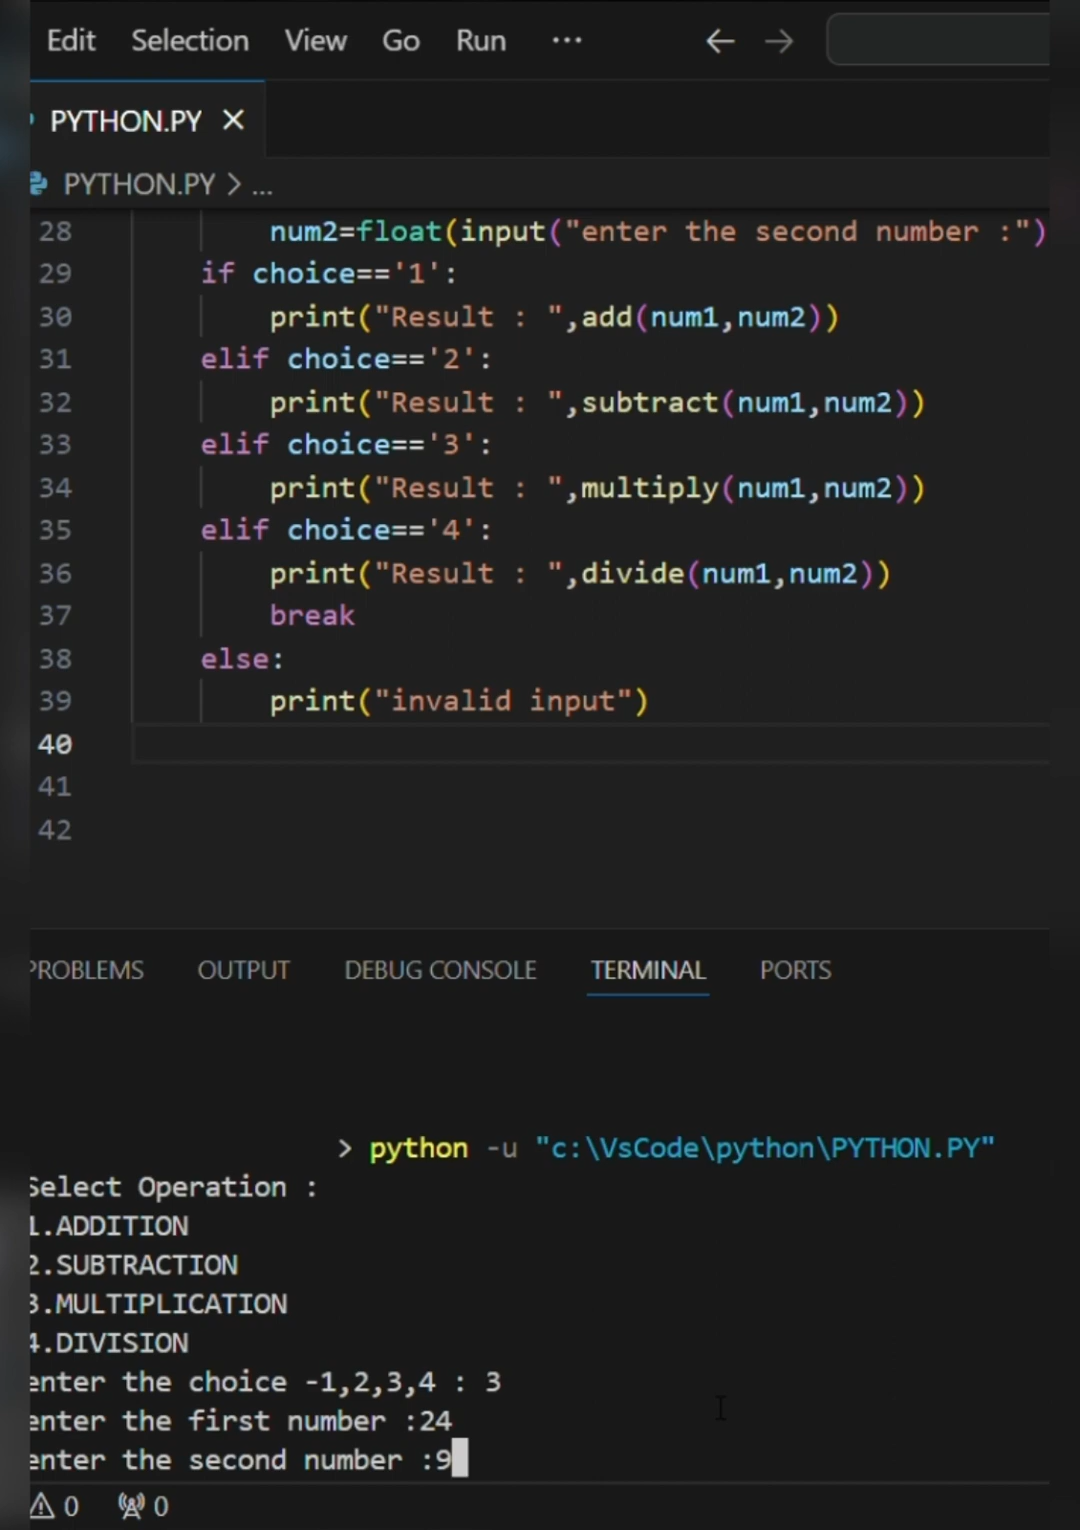 Edit Selection View Go Run ...
PYTHON.PY ×
PYTHON.PY > ...
28 num2=float(input("enter the second number :")
29 if choice=='1':
30 print("Result : ",add(num1,num2))
31 elif choice=='2':
32 print("Result : ",subtract(num1,num2))
33 elif choice=='3':
34 print("Result : ",multiply(num1,num2))
35 elif choice=='4':
36 print("Result : ",divide(num1,num2))
37 break
38 else:
39 print("invalid input")
40
41
42
PROBLEMS OUTPUT DEBUG CONSOLE TERMINAL PORTS
> python -u "c:\VsCode\python\PYTHON.PY"
Select Operation :
1.ADDITION
2.SUBTRACTION
3.MULTIPLICATION
4.DIVISION
enter the choice -1,2,3,4 : 3
enter the first number :24
enter the second number :9
0 0